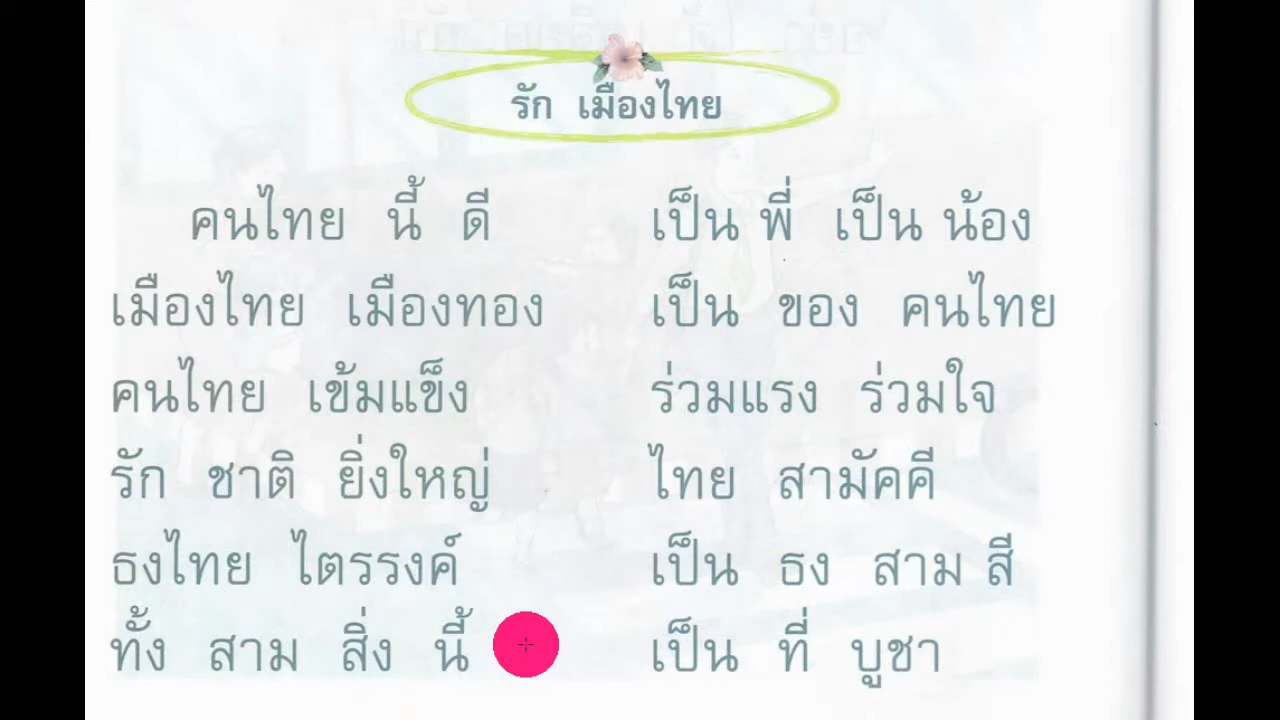 รัก เมืองไทย
คนไทย นี้ ดี เป็น พี่ เป็น น้อง
เมืองไทย เมืองทอง เป็น ของ คนไทย
คนไทย เข้มแข็ง ร่วมแรง ร่วมใจ
รัก ชาติ ยิ่งใหญ่ ไทย สามัคคี
ธงไทย ไตรรงค์ เป็น ธง สาม สี
ทั้ง สาม สิ่ง นี้ เป็น ที่ บูชา